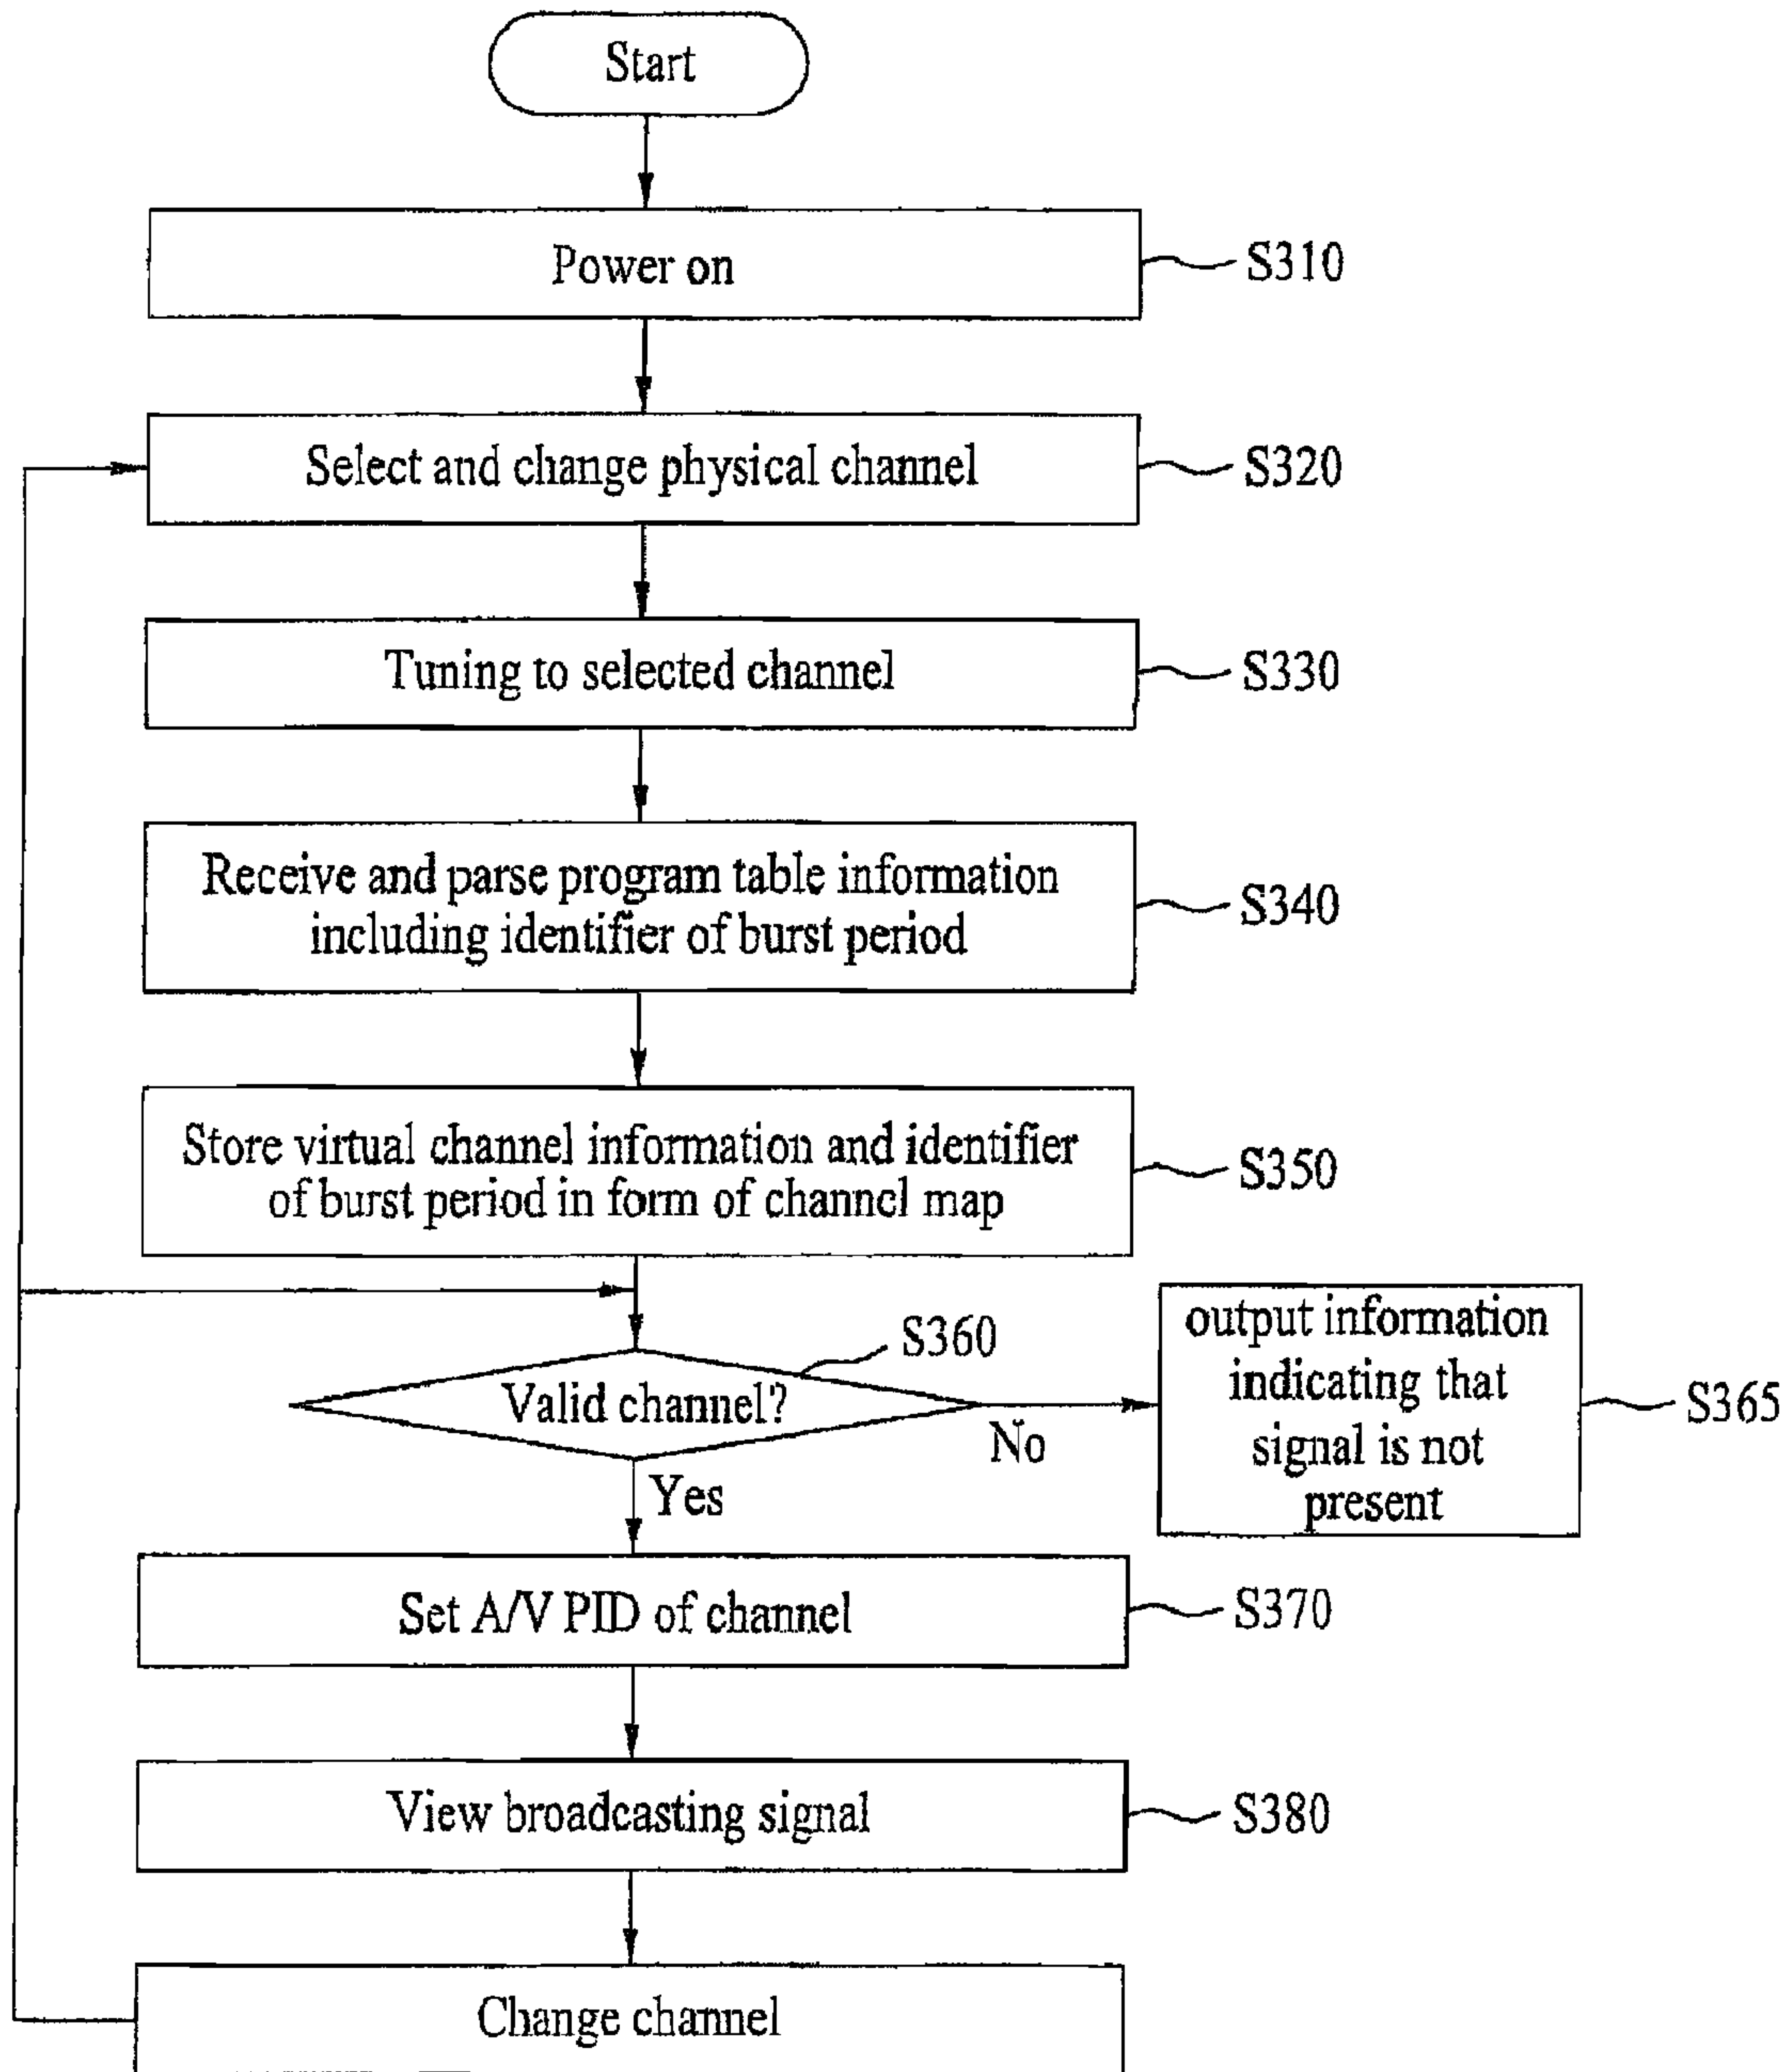 Start
Power on
S310
Select and change physical channel
S320
Tuning to selected channel
S330
Receive and parse program table information
including identifier of burst period
S340
Store virtual channel information and identifier
of burst period in form of channel map
S350
S360
Valid channel?
No
Yes
output information
indicating that
signal is not
present
S365
Set A/V PID of channel
S370
View broadcasting signal
S380
Change channel